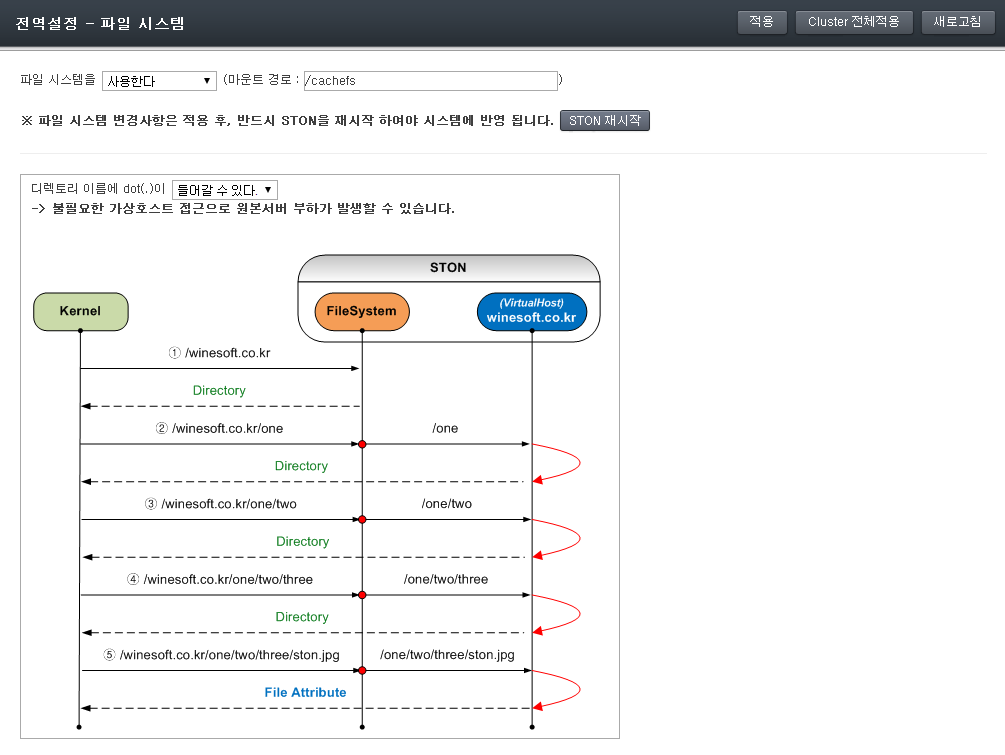 전역설정 - 파일 시스템
적용 Cluster 전체적용 새로고침
파일 시스템을 사용한다 (마운트 경로 : /cachefs)
※ 파일 시스템 변경사항은 적용 후, 반드시 STON을 재시작 하여야 시스템에 반영 됩니다. STON 재시작
디렉토리 이름에 dot(.)이 들어갈 수 있다.
-> 불필요한 가상호스트 접근으로 원본서버 부하가 발생할 수 있습니다.
STON
Kernel FileSystem (VirtualHost)
winesoft.co.kr
① /winesoft.co.kr
Directory
② /winesoft.co.kr/one /one
Directory
③ /winesoft.co.kr/one/two /one/two
Directory
④ /winesoft.co.kr/one/two/three /one/two/three
Directory
⑤ /winesoft.co.kr/one/two/three/ston.jpg /one/two/three/ston.jpg
File Attribute